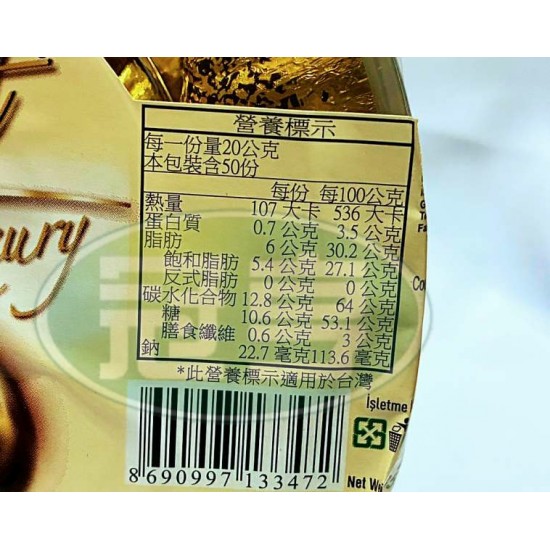 營養標示
每一份量20公克
本包裝含50份
每份 每100公克
熱量 107 大卡 536 大卡
蛋白質 0.7 公克 3.5 公克
脂肪 6 公克 30.2 公克
飽和脂肪 5.4 公克 27.1 公克
反式脂肪 0 公克 0 公克
碳水化合物 12.8 公克 64 公克
糖 10.6 公克 53.1 公克
膳食纖維 0.6 公克 3 公克
鈉 22.7 毫克 113.6 毫克
*此營養標示適用於台灣
İşletme
8 690997 133472
Net